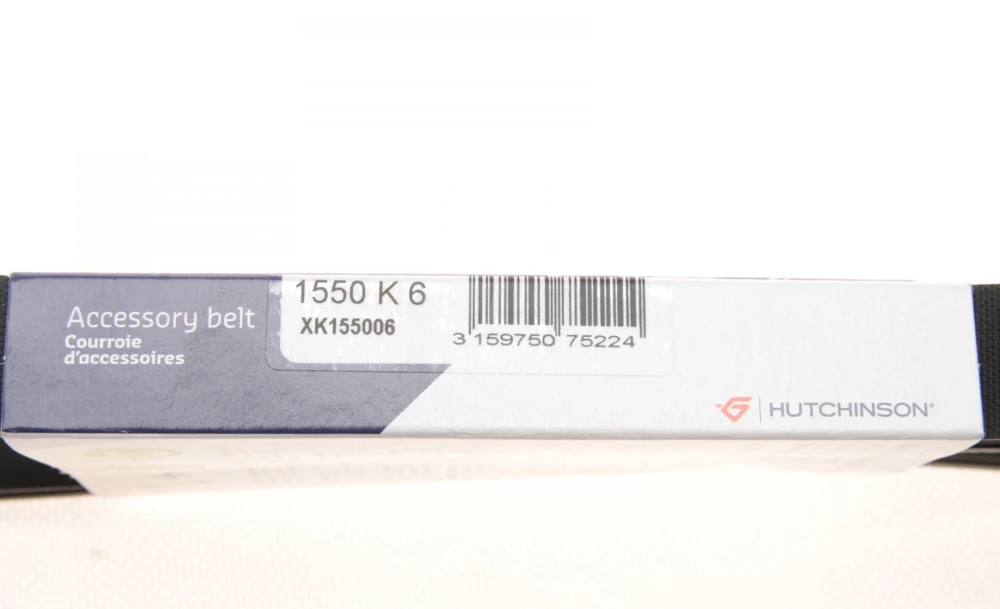 Accessory belt
Courroie
d'accessoires
1550 K 6
XK155006
3 159750 75224
HUTCHINSON®